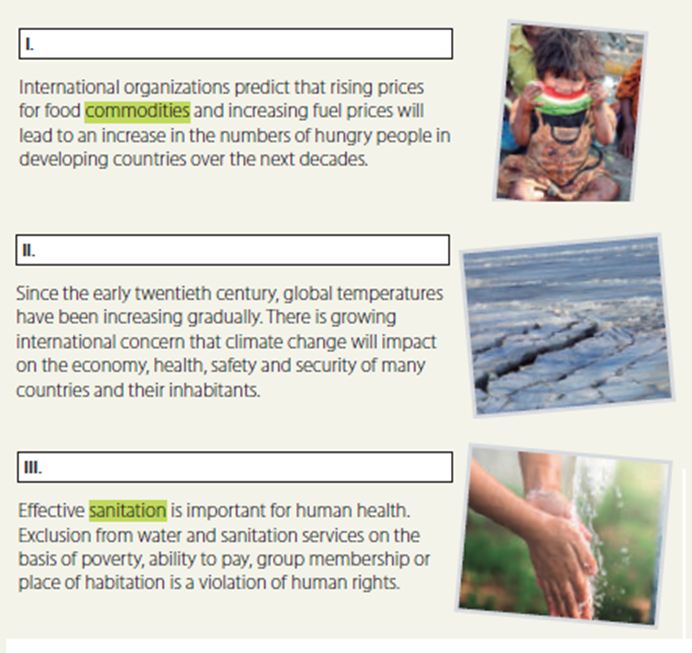 I.
International organizations predict that rising prices
for food commodities and increasing fuel prices will
lead to an increase in the numbers of hungry people in
developing countries over the next decades.
II.
Since the early twentieth century, global temperatures
have been increasing gradually. There is growing
international concern that climate change will impact
on the economy, health, safety and security of many
countries and their inhabitants.
III.
Effective sanitation is important for human health.
Exclusion from water and sanitation services on the
basis of poverty, ability to pay, group membership or
place of habitation is a violation of human rights.